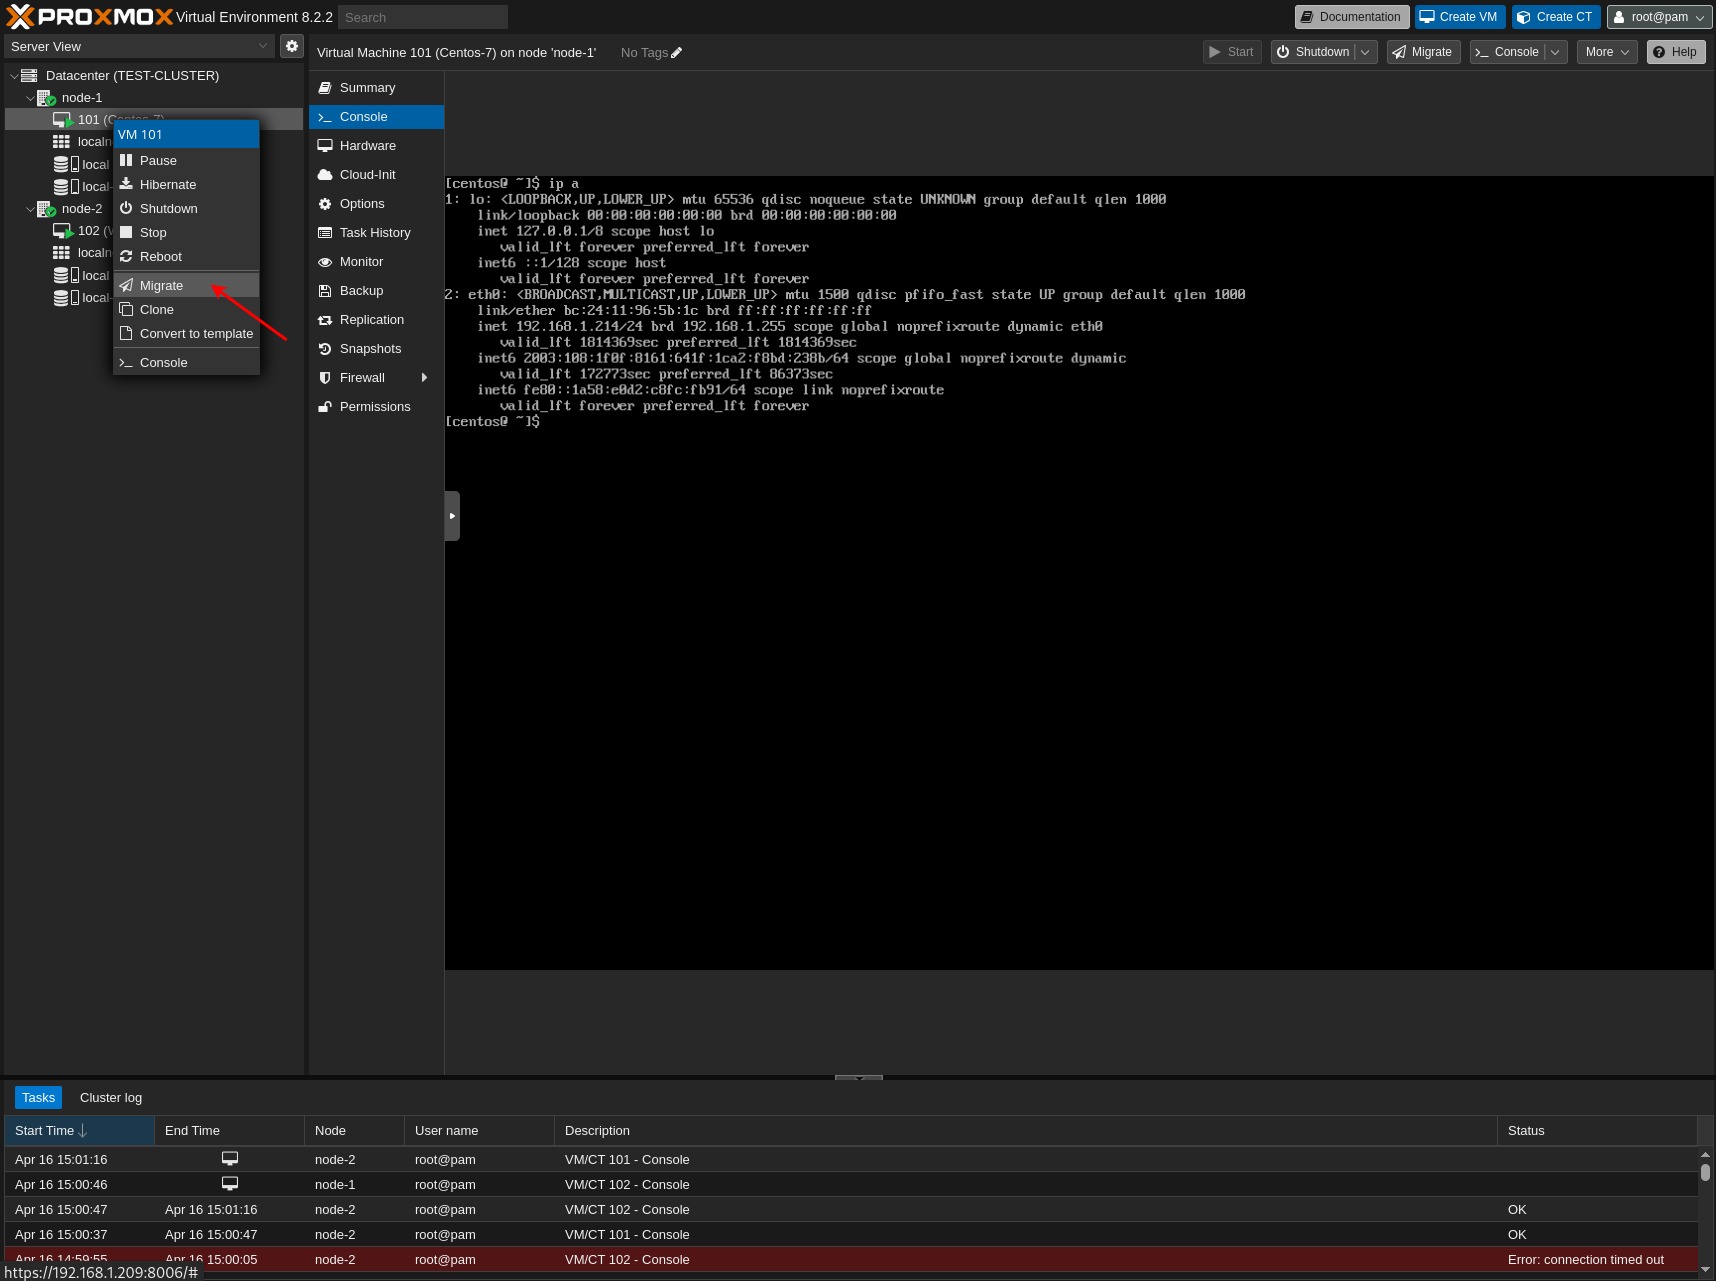 PROXMOX Virtual Environment 8.2.2 Search Documentation Create VM Create CT root@pam
Server View
Virtual Machine 101 (Centos-7) on node 'node-1' No Tags Start Shutdown Migrate Console More Help
Datacenter (TEST-CLUSTER)
node-1
101 (Centos-7)
localn
local
local-
node-2
102 (
localn
local
local-
VM 101
Pause
Hibernate
Shutdown
Stop
Reboot
Migrate
Clone
Convert to template
Console
Summary
Console
Hardware
Cloud-Init
Options
Task History
Monitor
Backup
Replication
Snapshots
Firewall
Permissions
[centos@ ~]$ ip a
1: lo: <LOOPBACK,UP,LOWER_UP> mtu 65536 qdisc noqueue state UNKNOWN group default qlen 1000
link/loopback 00:00:00:00:00:00 brd 00:00:00:00:00:00
inet 127.0.0.1/8 scope host lo
valid_lft forever preferred_lft forever
inet6 ::1/128 scope host
valid_lft forever preferred_lft forever
2: eth0: <BROADCAST,MULTICAST,UP,LOWER_UP> mtu 1500 qdisc pfifo_fast state UP group default qlen 1000
link/ether bc:24:11:96:5b:1c brd ff:ff:ff:ff:ff:ff
inet 192.168.1.214/24 brd 192.168.1.255 scope global noprefixroute dynamic eth0
valid_lft 1814369sec preferred_lft 1814369sec
inet6 2003:108:1f0f:8161:641f:1ca2:f8bd:238b/64 scope global noprefixroute dynamic
valid_lft 172773sec preferred_lft 86373sec
inet6 fe80::1a58:e0d2:c8fc:fb91/64 scope link noprefixroute
valid_lft forever preferred_lft forever
[centos@ ~]$
Tasks Cluster log
Start Time End Time Node User name Description Status
Apr 16 15:01:16 node-2 root@pam VM/CT 101 - Console
Apr 16 15:00:46 node-1 root@pam VM/CT 102 - Console
Apr 16 15:00:47 Apr 16 15:01:16 node-2 root@pam VM/CT 102 - Console OK
Apr 16 15:00:37 Apr 16 15:00:47 node-2 root@pam VM/CT 101 - Console OK
Apr 16 14:59:55 Apr 16 15:00:05 node-2 root@pam VM/CT 102 - Console Error: connection timed out
https://192.168.1.209:8006/#